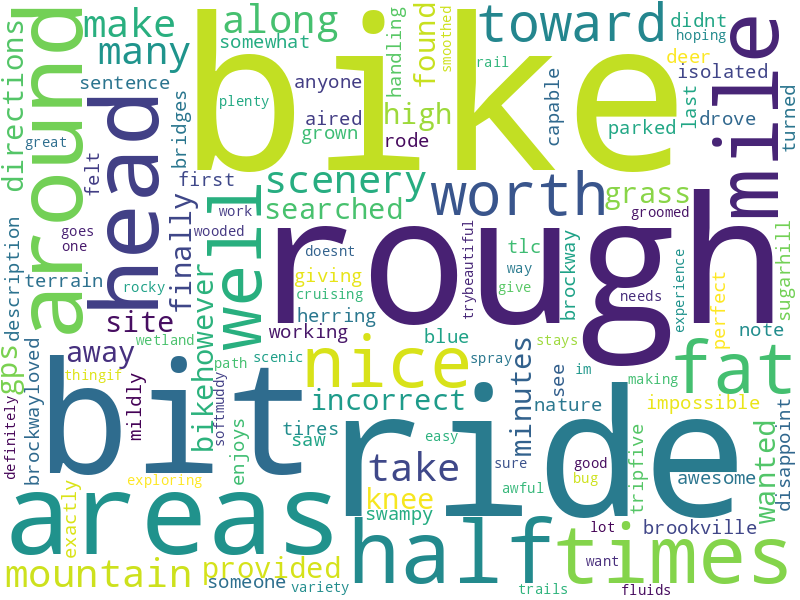 bike
rough
ride
bit
areas
around
head
mile
half
times
fat
well
nice
worth
toward
mountain
scenery
take
along
many
make
high
found
directions
gps
site
away
finally
searched
provided
incorrect
knee
minutes
wanted
grass
bikehowever
sentence
somewhat
anyone
aired
grown
rode
handling
smoothed
rail
hoping
didnt
deer
isolated
capable
parked
last
drove
turned
bridges
felt
great
plenty
first
work
wooded
goes
one
description
terrain
rocky
giving
cruising
herring
working
doesnt
trybeautiful
tlc
way
give
brockway
groomed
needs
experience
perfect
note
sugarhill
blue
spray
stays
im
making
impossible
nature
see
disappoint
awesome
tripfive
brookville
lot
want
fluids
trails
variety
someone
swampy
saw
tires
easy
sure
awful
good
bug
enjoys
path
scenic
softmuddy
wetland
mildly
thingif
brockwayloved
definitely
exactly
exploring